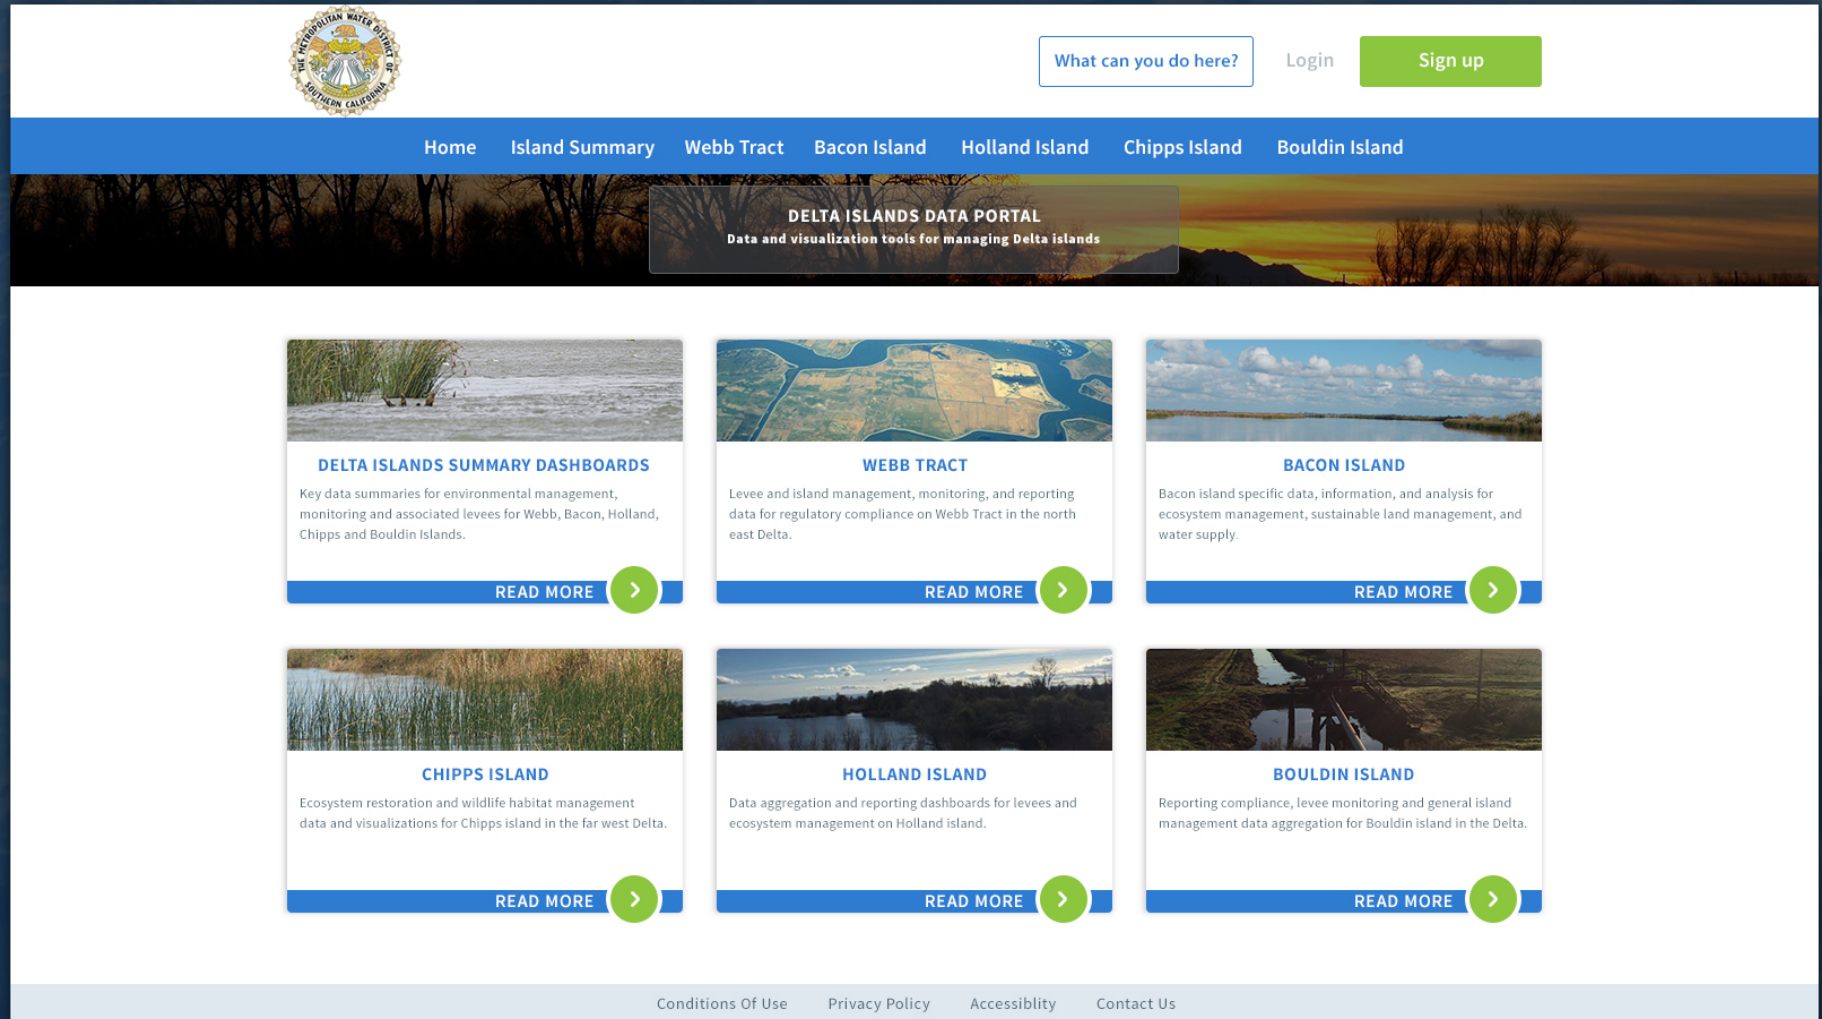 THE METROPOLITAN WATER DISTRICT OF
SOUTHERN CALIFORNIA
What can you do here?
Login
Sign up
Home
Island Summary
Webb Tract
Bacon Island
Holland Island
Chipps Island
Bouldin Island
DELTA ISLANDS DATA PORTAL
Data and visualization tools for managing Delta islands
DELTA ISLANDS SUMMARY DASHBOARDS
Key data summaries for environmental management,
monitoring and associated levees for Webb, Bacon, Holland,
Chipps and Bouldin Islands.
READ MORE
WEBB TRACT
Levee and island management, monitoring, and reporting
data for regulatory compliance on Webb Tract in the north
east Delta.
READ MORE
BACON ISLAND
Bacon island specific data, information, and analysis for
ecosystem management, sustainable land management, and
water supply.
READ MORE
CHIPPS ISLAND
Ecosystem restoration and wildlife habitat management
data and visualizations for Chipps island in the far west Delta.
READ MORE
HOLLAND ISLAND
Data aggregation and reporting dashboards for levees and
ecosystem management on Holland island.
READ MORE
BOULDIN ISLAND
Reporting compliance, levee monitoring and general island
management data aggregation for Bouldin island in the Delta.
READ MORE
Conditions Of Use
Privacy Policy
Accessiblity
Contact Us